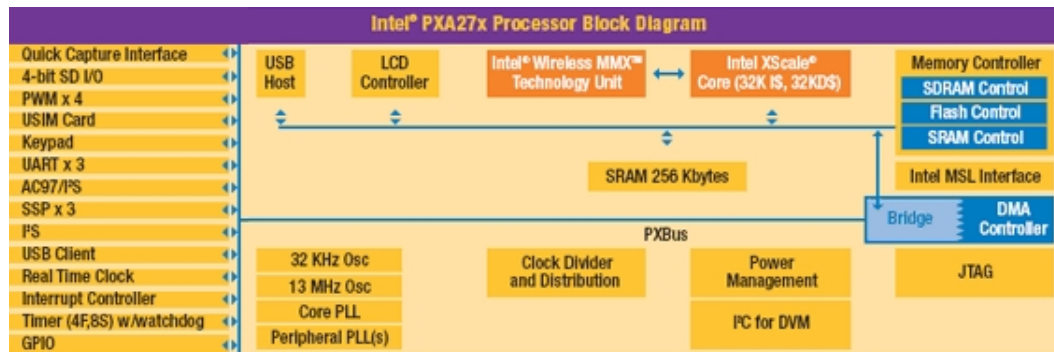 Intel® PXA27x Processor Block Diagram
Quick Capture Interface
4-bit SD I/O
PWM x 4
USIM Card
Keypad
UART x 3
AC97/I²S
SSP x 3
I²S
USB Client
Real Time Clock
Interrupt Controller
Timer (4F,8S) w/watchdog
GPIO
USB
Host
LCD
Controller
Intel® Wireless MMX™
Technology Unit
Intel XScale®
Core (32K I$, 32KD$)
Memory Controller
SDRAM Control
Flash Control
SRAM Control
SRAM 256 Kbytes
Intel MSL Interface
Bridge
DMA
Controller
PXBus
32 KHz Osc
13 MHz Osc
Core PLL
Peripheral PLL(s)
Clock Divider
and Distribution
Power
Management
I²C for DVM
JTAG